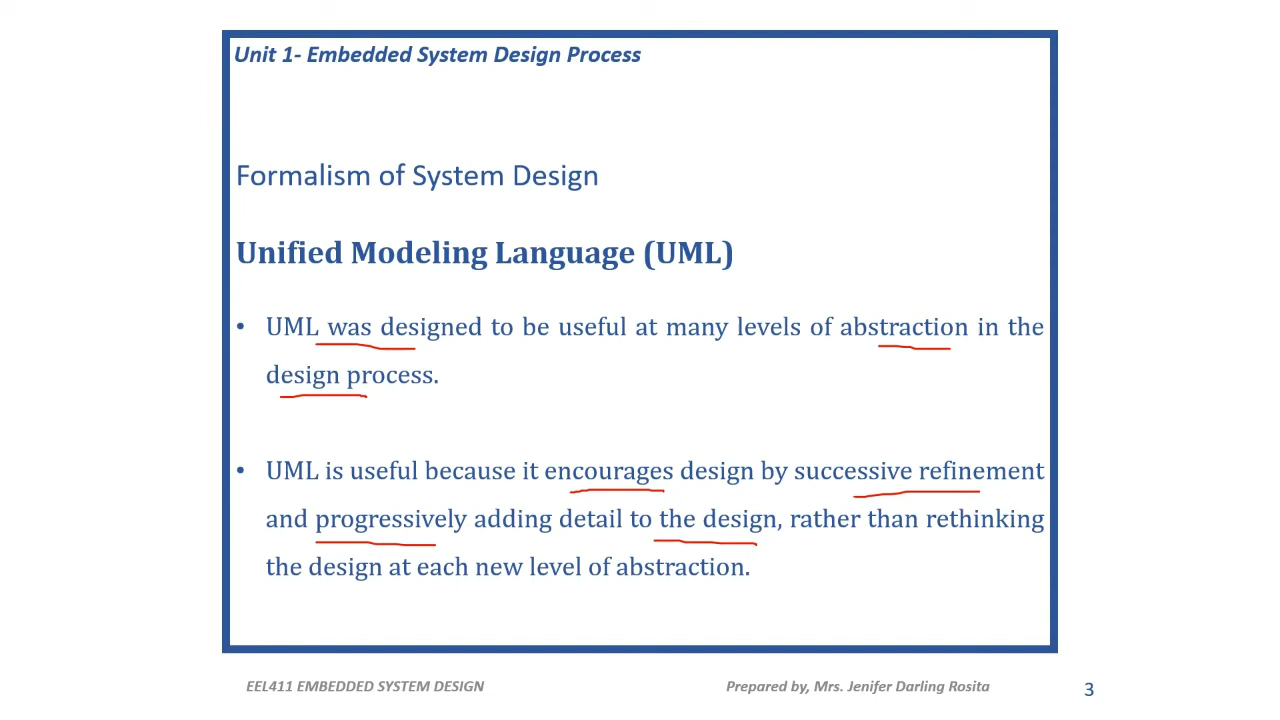 Unit 1- Embedded System Design Process
Formalism of System Design
Unified Modeling Language (UML)
• UML was designed to be useful at many levels of abstraction in the
design process.
• UML is useful because it encourages design by successive refinement
and progressively adding detail to the design, rather than rethinking
the design at each new level of abstraction.
EEL411 EMBEDDED SYSTEM DESIGN
Prepared by, Mrs. Jenifer Darling Rosita
3